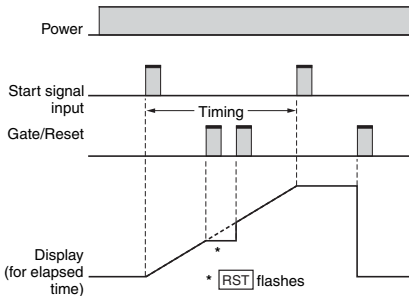 Power
Start signal
input
Timing
Gate/Reset
Display
(for elapsed
time)
*
* RST flashes